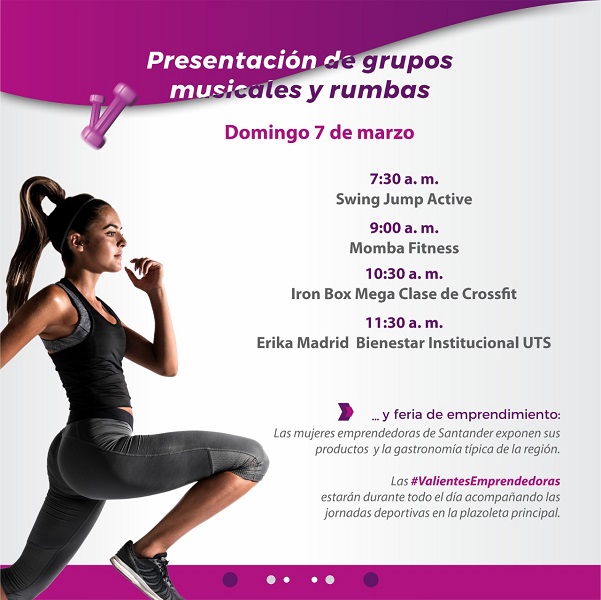 Presentación de grupos
musicales y rumbas
Domingo 7 de marzo
7:30 a. m.
Swing Jump Active
9:00 a. m.
Momba Fitness
10:30 a. m.
Iron Box Mega Clase de Crossfit
11:30 a. m.
Erika Madrid Bienestar Institucional UTS
... y feria de emprendimiento:
Las mujeres emprendedoras de Santander exponen sus
productos y la gastronomía típica de la región.
Las #ValientesEmprendedoras
estarán durante todo el día acompañando las
jornadas deportivas en la plazoleta principal.